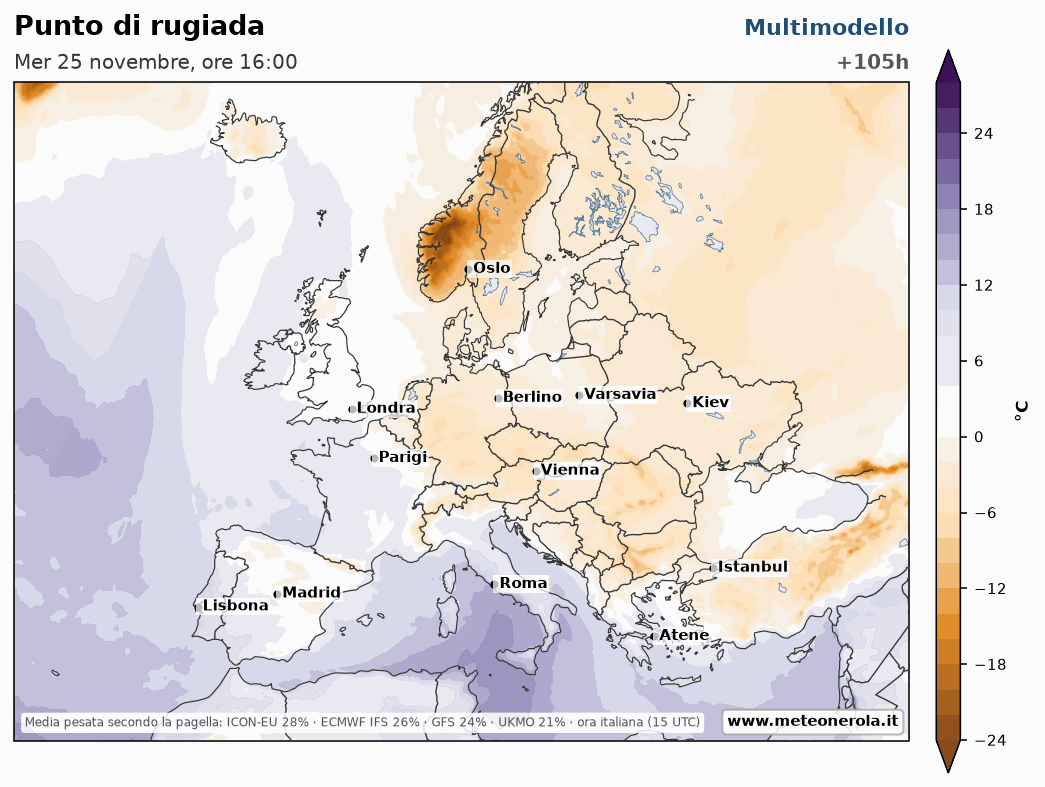 Punto di rugiada
Multimodello
Mer 25 novembre, ore 16:00
+105h
Oslo
Londra
Berlino
Varsavia
Kiev
Parigi
Vienna
Istanbul
Roma
Madrid
Lisbona
Atene
Media pesata secondo la pagella: ICON-EU 28% · ECMWF IFS 26% · GFS 24% · UKMO 21% · ora italiana (15 UTC)
www.meteonerola.it
24
18
12
6
0
−6
−12
−18
−24
°C